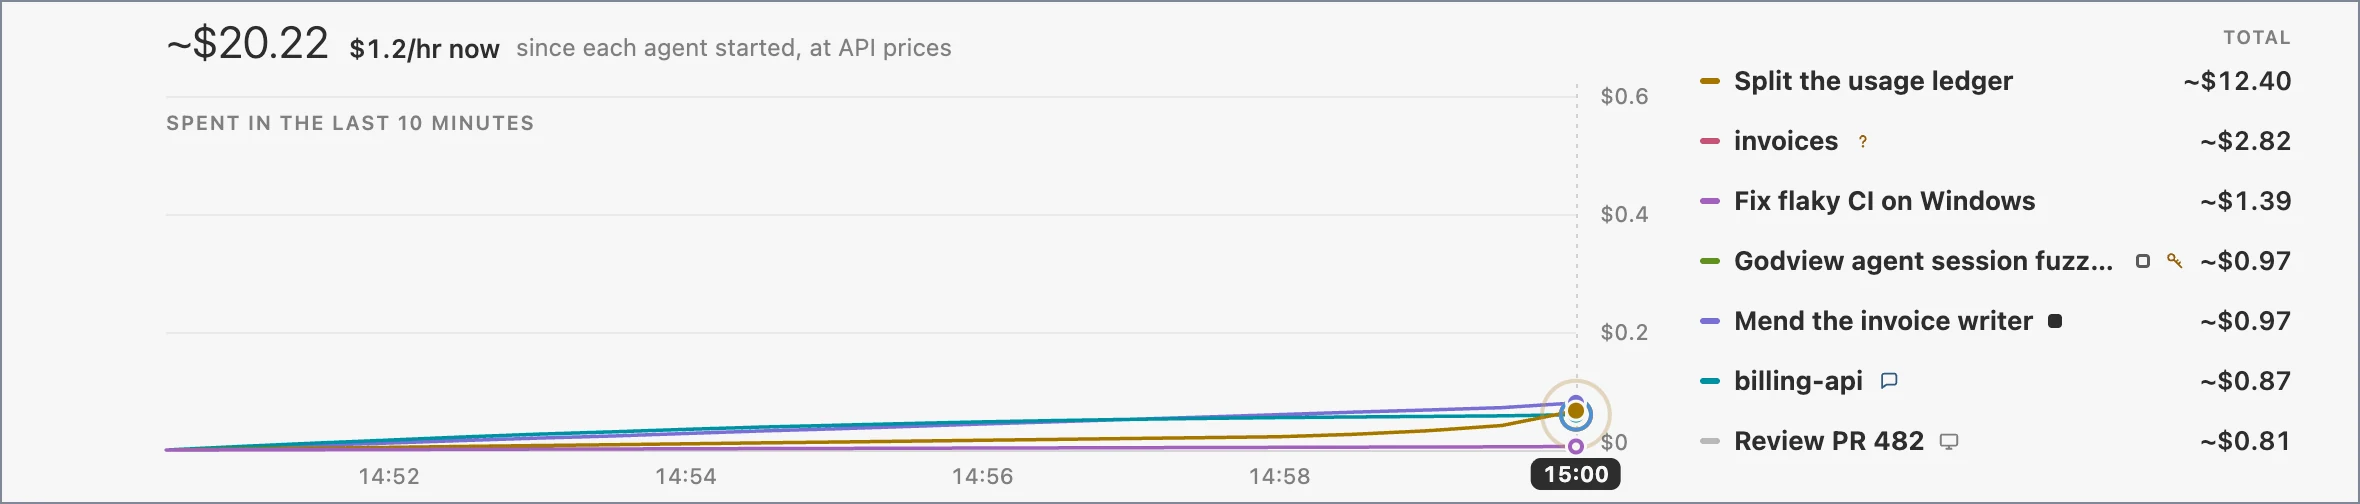 ~$20.22 $1.2/hr now since each agent started, at API prices
SPENT IN THE LAST 10 MINUTES
$0.6
$0.4
$0.2
$0
14:52 14:54 14:56 14:58 15:00
TOTAL
Split the usage ledger ~$12.40
invoices ? ~$2.82
Fix flaky CI on Windows ~$1.39
Godview agent session fuzz... ~$0.97
Mend the invoice writer ~$0.97
billing-api ~$0.87
Review PR 482 ~$0.81